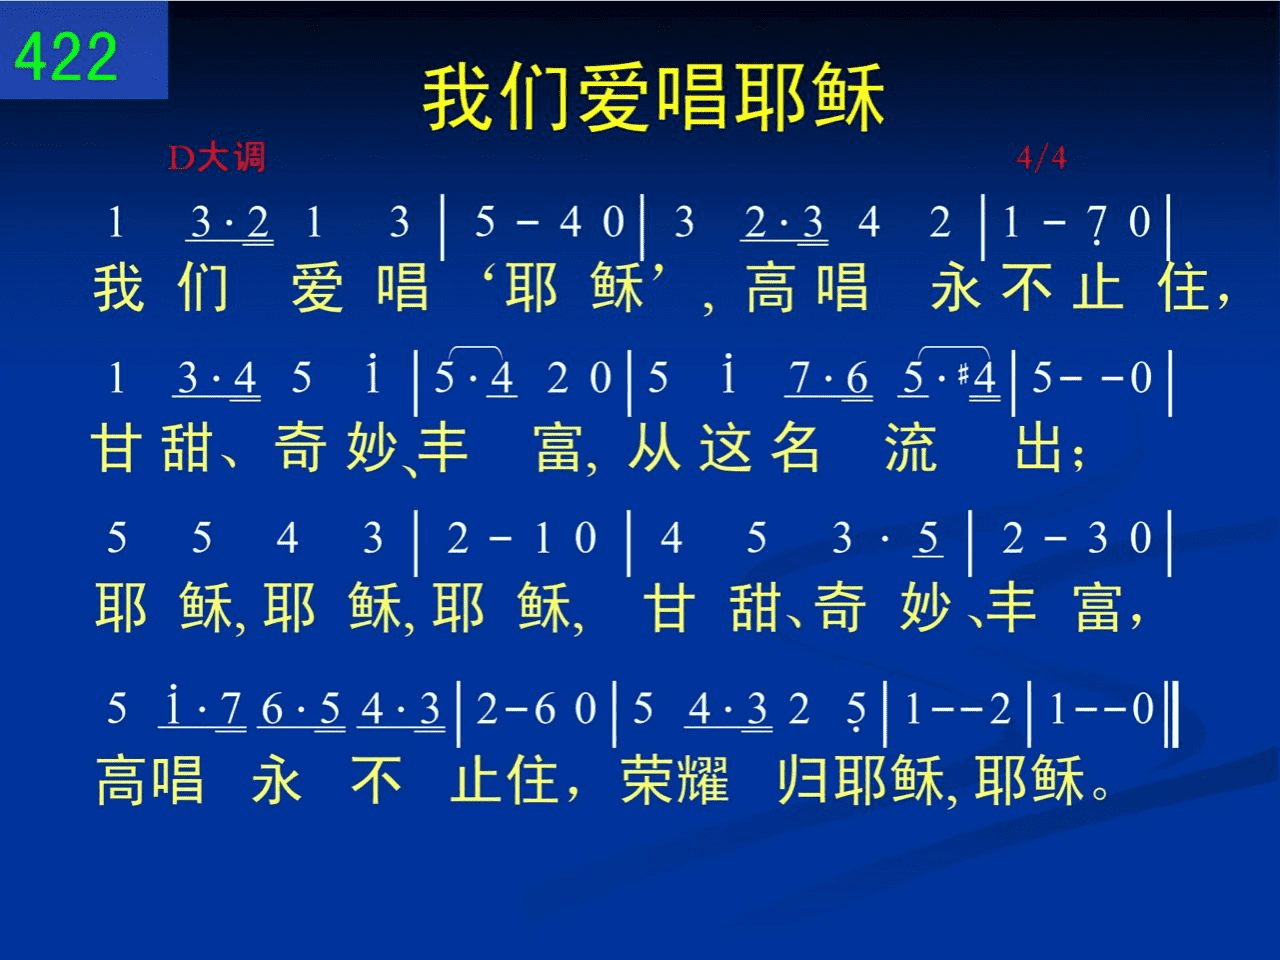 422
我们爱唱耶稣
D大调 4/4
1 3·2 1 3 | 5 - 4 0 | 3 2·3 4 2 | 1 - 7̣ 0 |
我 们 爱 唱 ‘耶 稣’, 高 唱 永 不 止 住,
1 3·4 5 i | 5·4 2 0 | 5 i 7·6 5·#4 | 5- -0 |
甘 甜、奇 妙、丰 富, 从 这 名 流 出;
5 5 4 3 | 2 - 1 0 | 4 5 3 · 5 | 2 - 3 0 |
耶 稣, 耶 稣, 耶 稣, 甘 甜、奇 妙、丰 富,
5 i·7 6·5 4·3 | 2-6 0 | 5 4·3 2 5̣ | 1--2 | 1--0 ‖
高唱 永 不 止住, 荣耀 归耶稣, 耶稣。